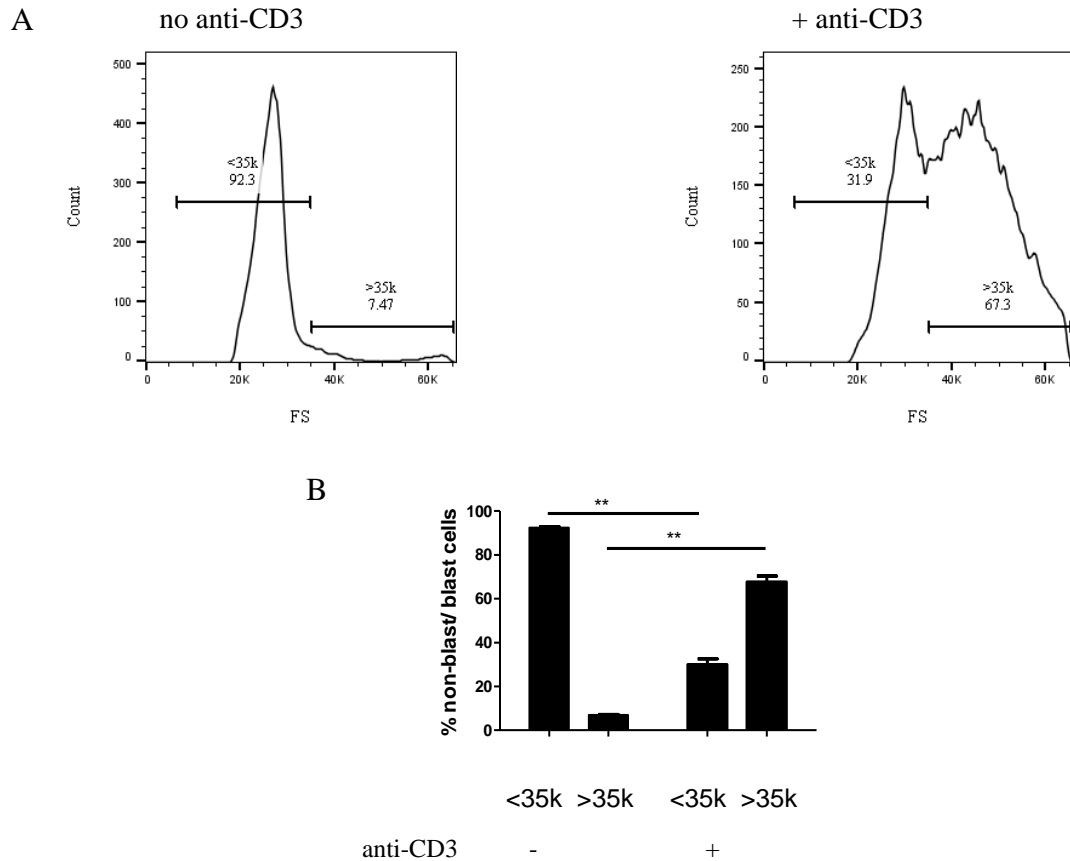 A
no anti-CD3
+ anti-CD3
500
400
300
200
100
0
Count
<35k
92.3
>35k
7.47
0
20K
40K
60K
FS
250
200
150
100
50
0
Count
<35k
31.9
>35k
67.3
0
20K
40K
60K
FS
B
100
80
60
40
20
0
% non-blast/ blast cells
**
**
<35k >35k <35k >35k
anti-CD3 - +